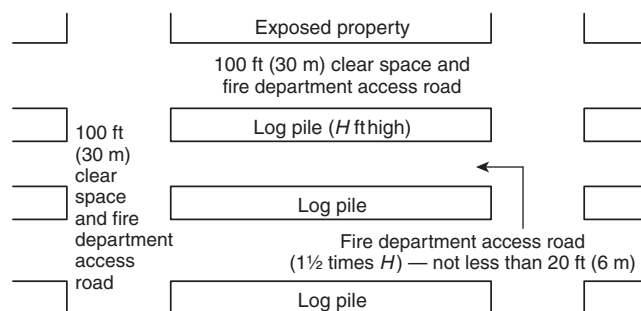 Exposed property
100 ft (30 m) clear space and
fire department access road
Log pile (H ft high)
100 ft
(30 m)
clear
space
and fire
department
access
road
Log pile
Fire department access road
(1½ times H) — not less than 20 ft (6 m)
Log pile